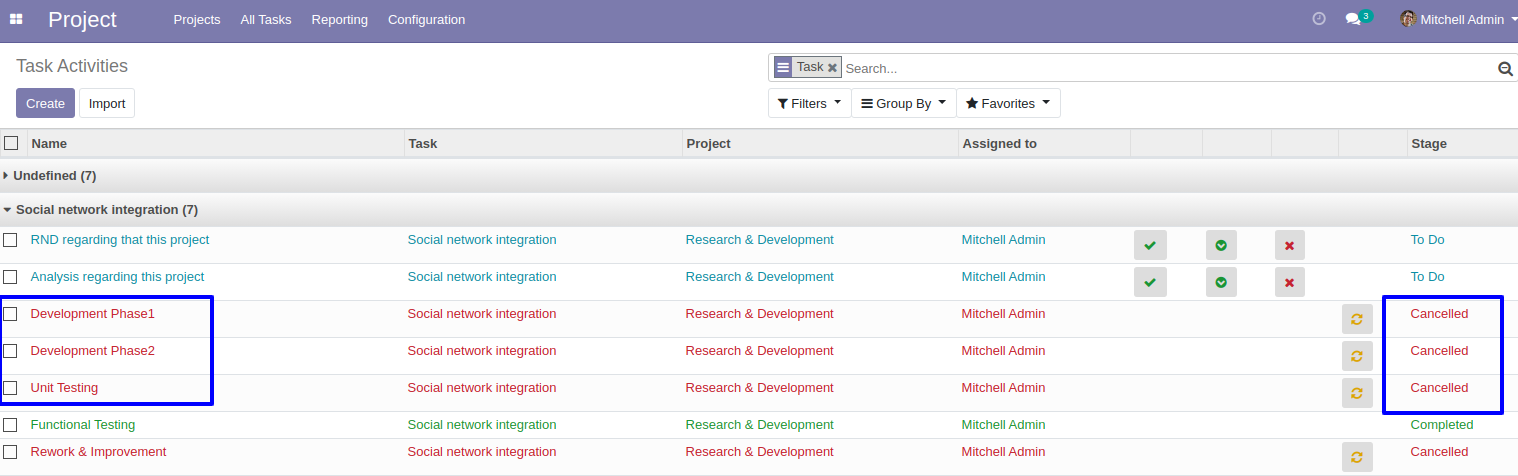 Project Projects All Tasks Reporting Configuration 3 Mitchell Admin
Task Activities
Task Search...
Create Import Filters Group By Favorites
Name Task Project Assigned to Stage
Undefined (7)
Social network integration (7)
RND regarding that this project Social network integration Research & Development Mitchell Admin To Do
Analysis regarding this project Social network integration Research & Development Mitchell Admin To Do
Development Phase1 Social network integration Research & Development Mitchell Admin Cancelled
Development Phase2 Social network integration Research & Development Mitchell Admin Cancelled
Unit Testing Social network integration Research & Development Mitchell Admin Cancelled
Functional Testing Social network integration Research & Development Mitchell Admin Completed
Rework & Improvement Social network integration Research & Development Mitchell Admin Cancelled